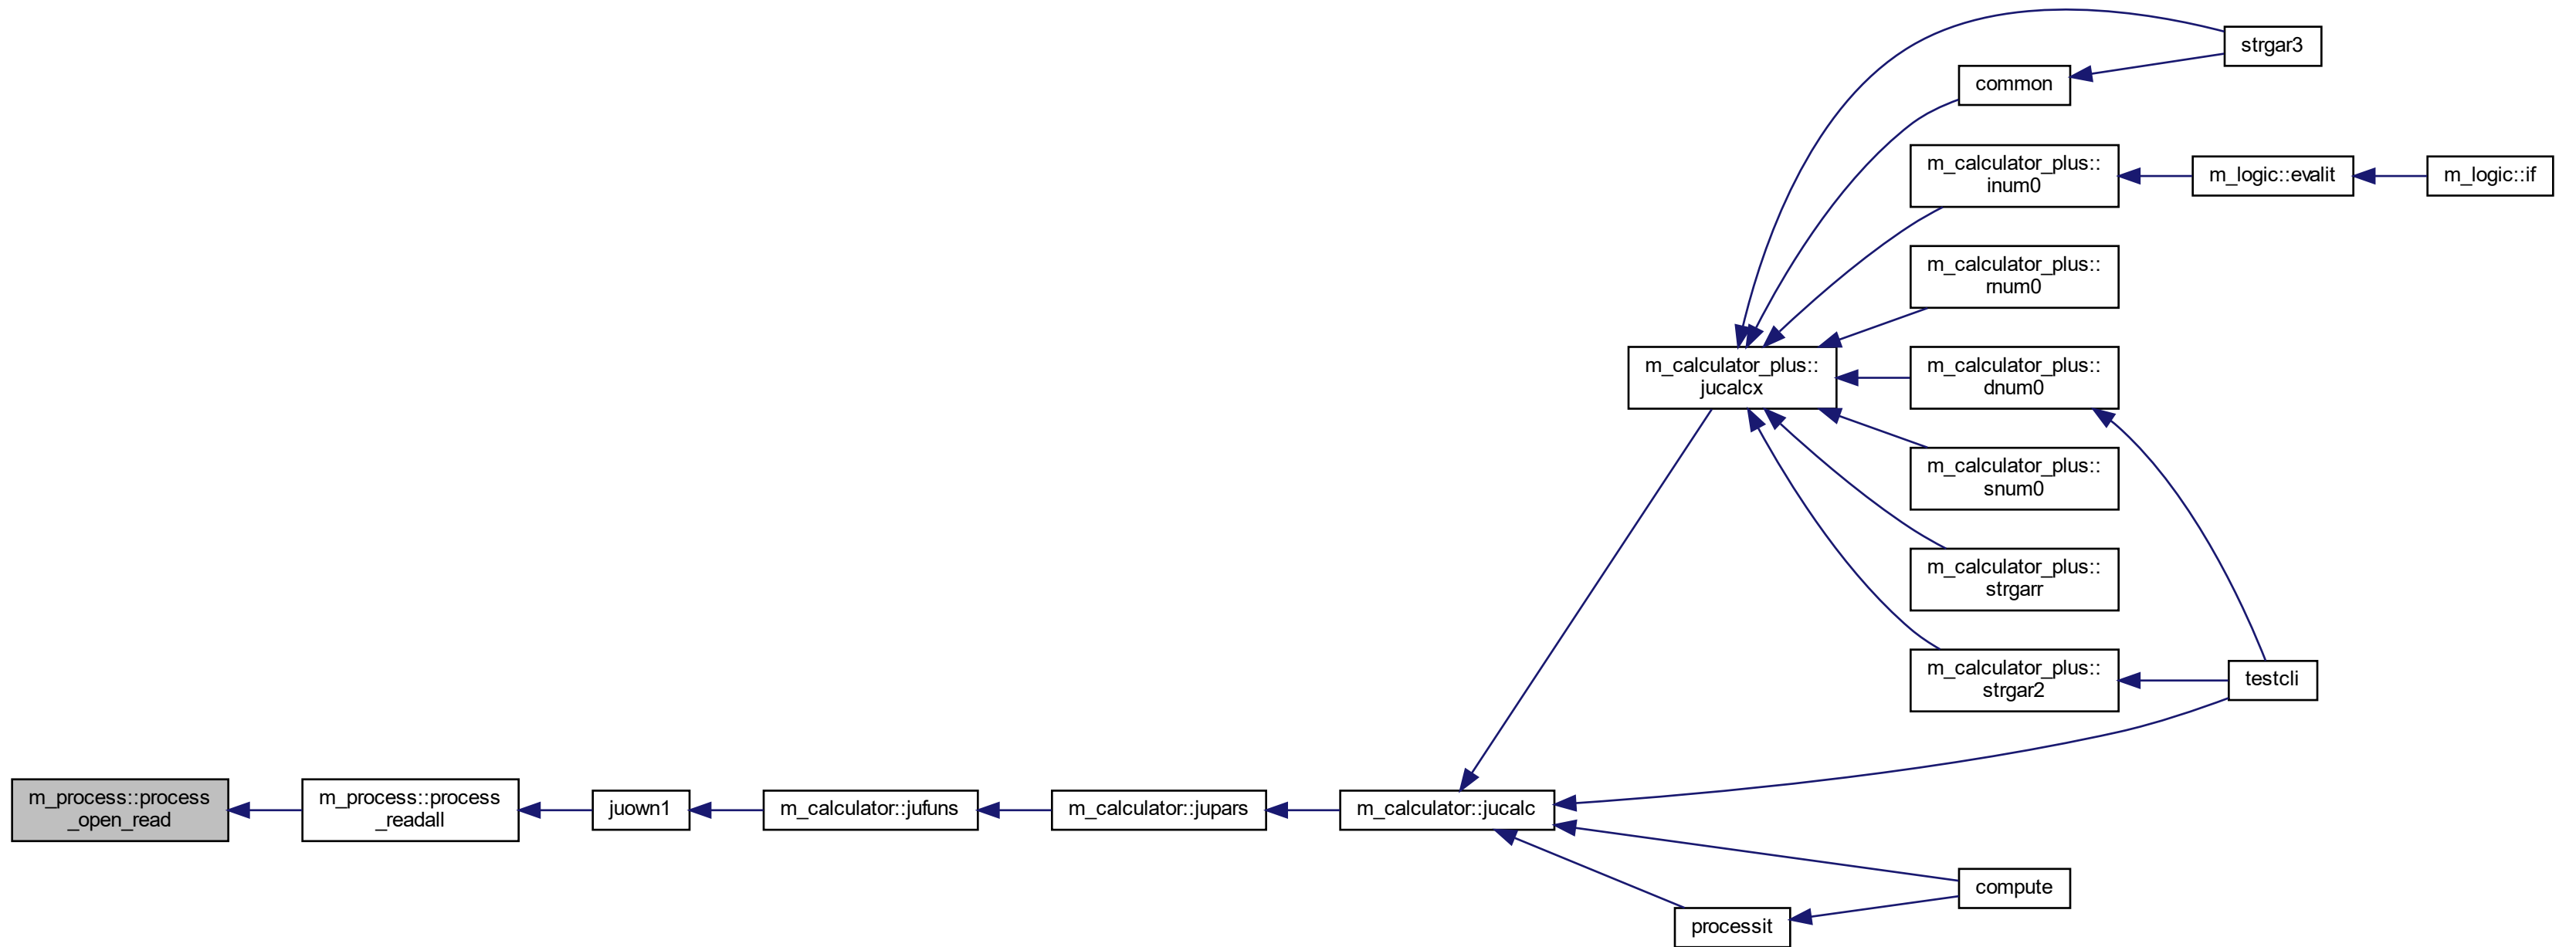 strgar3
common
m_calculator_plus::
inum0
m_logic::evalit
m_logic::if
m_calculator_plus::
rnum0
m_calculator_plus::
jucalcx
m_calculator_plus::
dnum0
m_calculator_plus::
snum0
m_calculator_plus::
strgarr
m_calculator_plus::
strgar2
testcli
m_process::process
_open_read
m_process::process
_readall
juown1
m_calculator::jufuns
m_calculator::jupars
m_calculator::jucalc
compute
processit